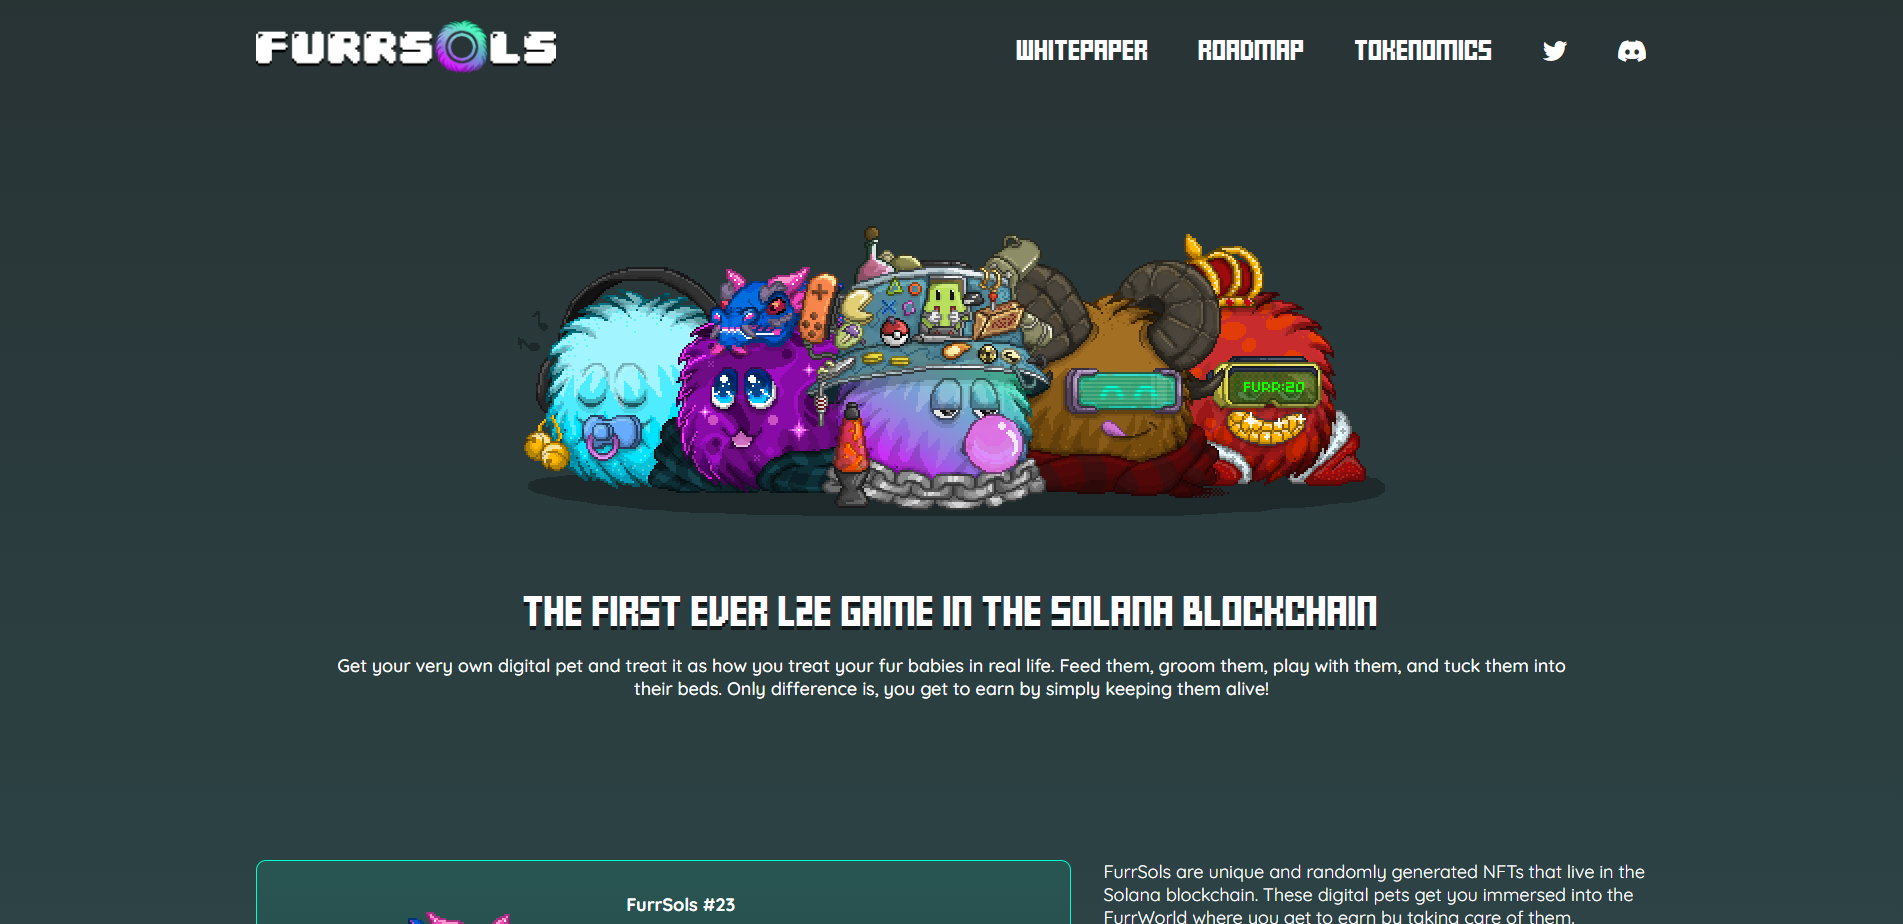 FURRSOLS
WHITEPAPER
ROADMAP
TOKENOMICS
FURR:20
THE FIRST EVER L2E GAME IN THE SOLANA BLOCKCHAIN
Get your very own digital pet and treat it as how you treat your fur babies in real life. Feed them, groom them, play with them, and tuck them into
their beds. Only difference is, you get to earn by simply keeping them alive!
FurrSols #23
FurrSols are unique and randomly generated NFTs that live in the
Solana blockchain. These digital pets get you immersed into the
FurrWorld where you get to earn by taking care of them.